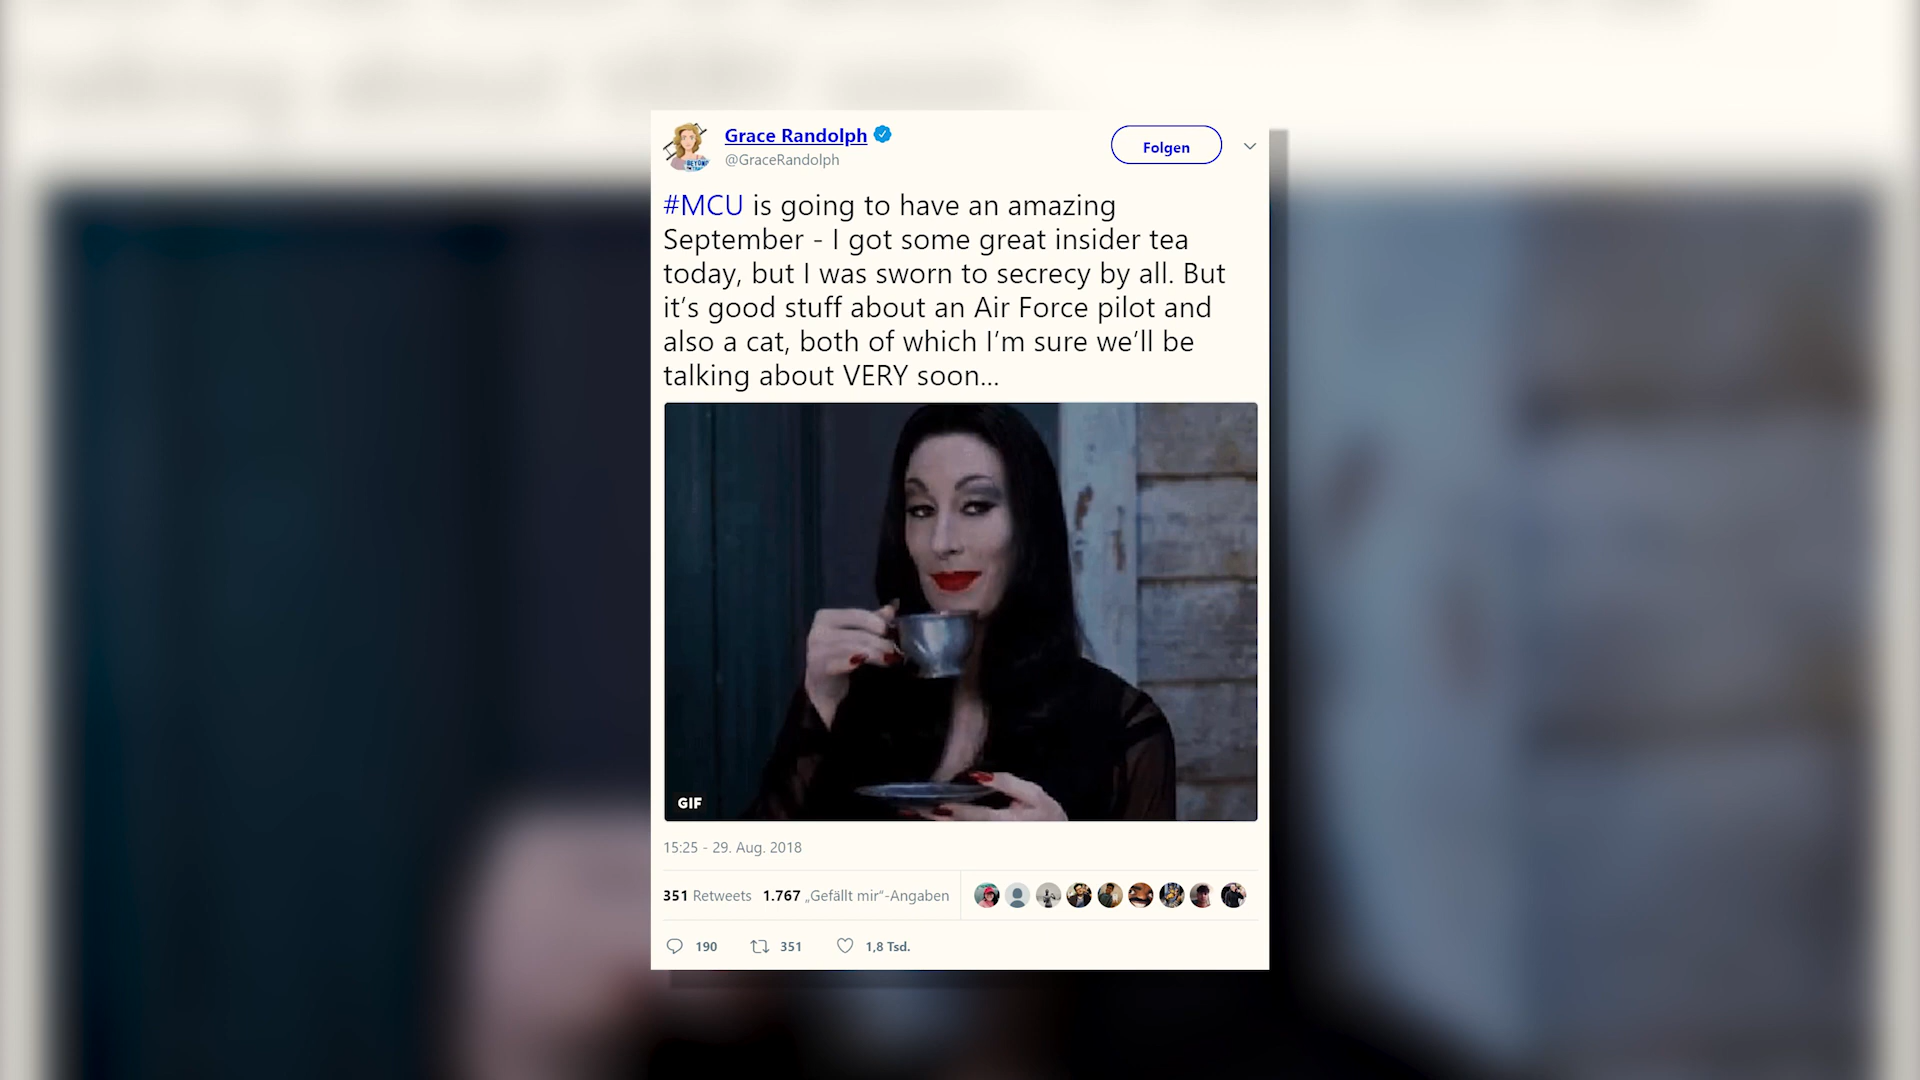 Grace Randolph
@GraceRandolph
Folgen
#MCU is going to have an amazing
September - I got some great insider tea
today, but I was sworn to secrecy by all. But
it’s good stuff about an Air Force pilot and
also a cat, both of which I’m sure we’ll be
talking about VERY soon...
GIF
15:25 - 29. Aug. 2018
351 Retweets 1.767 „Gefällt mir“-Angaben
190 351 1,8 Tsd.